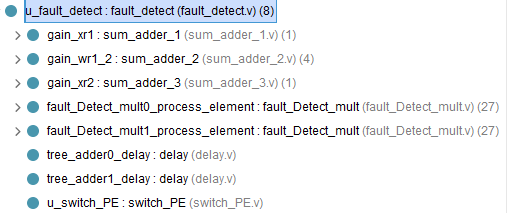 u_fault_detect : fault_detect (fault_detect.v) (8)
gain_xr1 : sum_adder_1 (sum_adder_1.v) (1)
gain_wr1_2 : sum_adder_2 (sum_adder_2.v) (4)
gain_xr2 : sum_adder_3 (sum_adder_3.v) (1)
fault_Detect_mult0_process_element : fault_Detect_mult (fault_Detect_mult.v) (27)
fault_Detect_mult1_process_element : fault_Detect_mult (fault_Detect_mult.v) (27)
tree_adder0_delay : delay (delay.v)
tree_adder1_delay : delay (delay.v)
u_switch_PE : switch_PE (switch_PE.v)